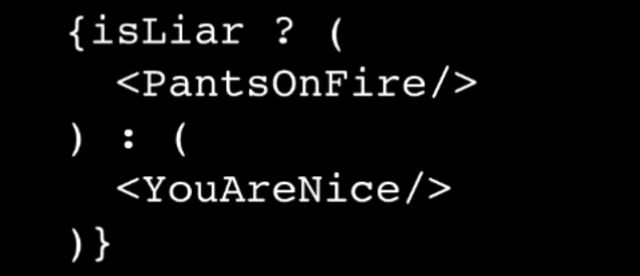 {isLiar ? (
  <PantsOnFire/>
) : (
  <YouAreNice/>
)}